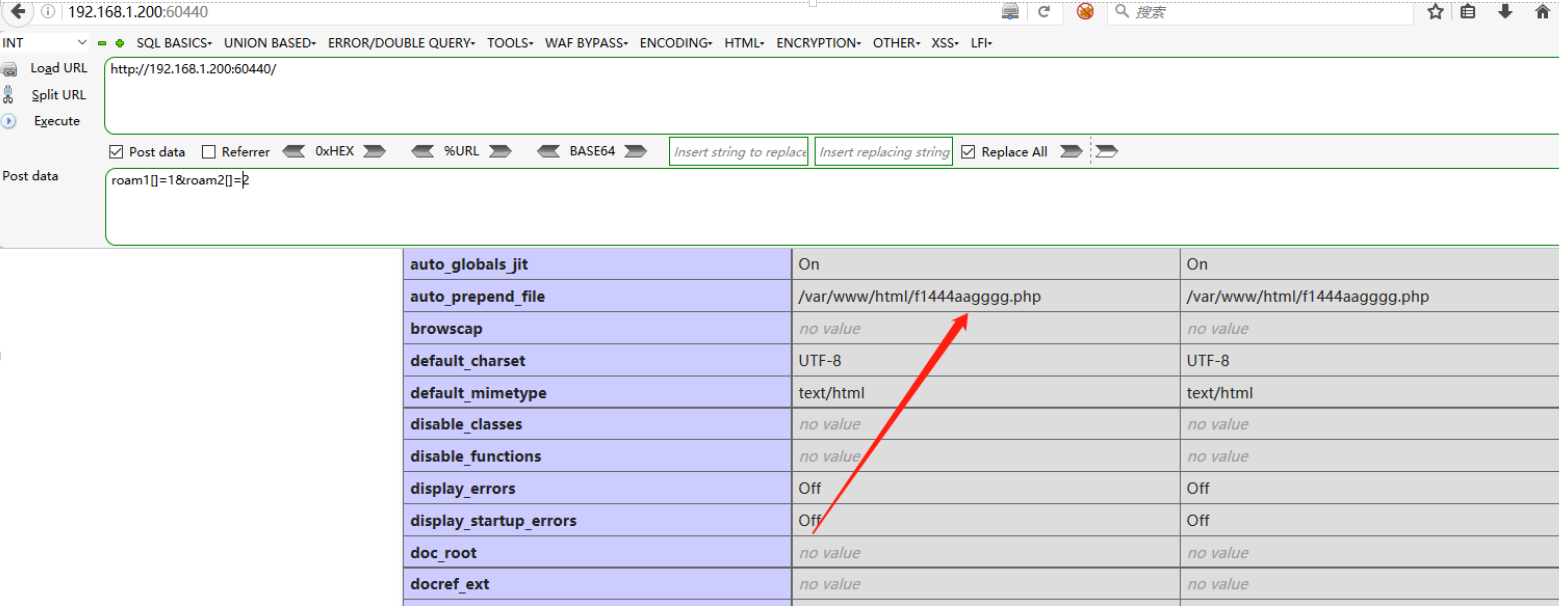 192.168.1.200:60440 搜索
INT SQL BASICS UNION BASED ERROR/DOUBLE QUERY TOOLS WAF BYPASS ENCODING HTML ENCRYPTION OTHER XSS LFI
Load URL http://192.168.1.200:60440/
Split URL
Execute
Post data Referrer 0xHEX %URL BASE64 Insert string to replace Insert replacing string Replace All
Post data roam1[]=1&roam2[]=2
auto_globals_jit On On
auto_prepend_file /var/www/html/f1444aagggg.php /var/www/html/f1444aagggg.php
browscap no value no value
default_charset UTF-8 UTF-8
default_mimetype text/html text/html
disable_classes no value no value
disable_functions no value no value
display_errors Off Off
display_startup_errors Off Off
doc_root no value no value
docref_ext no value no value